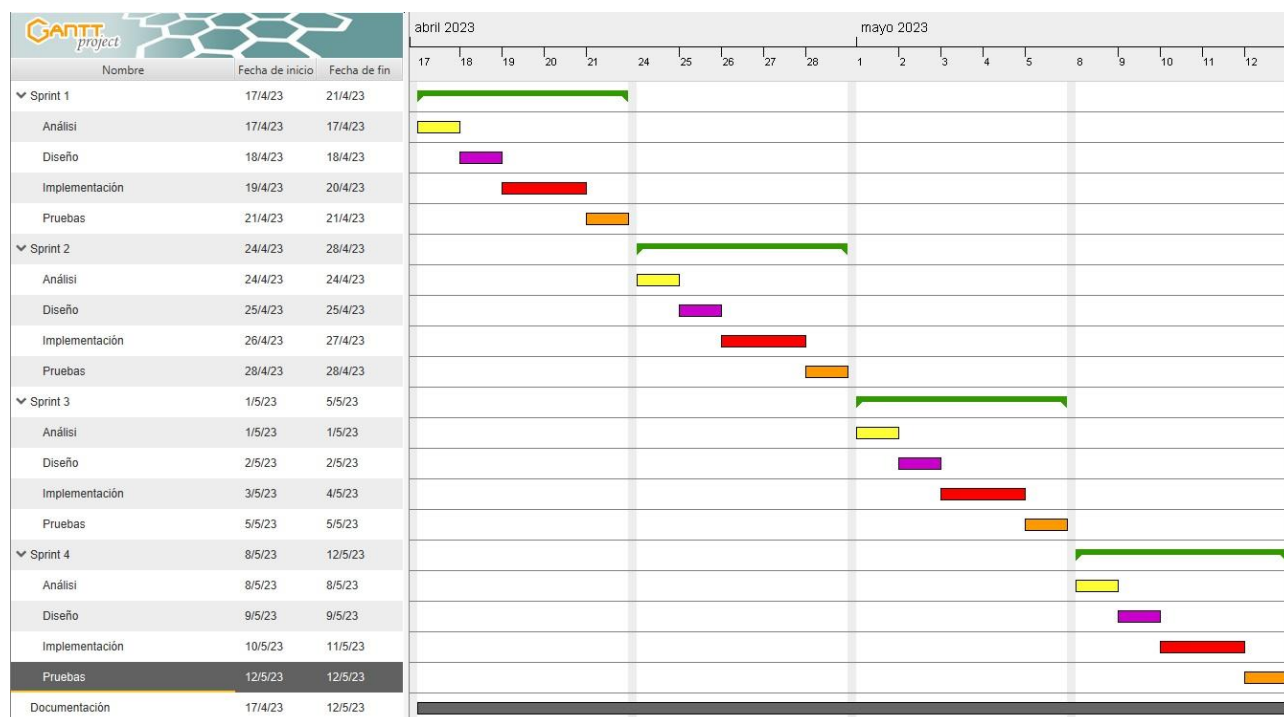 GANTT
project
abril 2023 mayo 2023
17 18 19 20 21 24 25 26 27 28 1 2 3 4 5 8 9 10 11 12
Nombre Fecha de inicio Fecha de fin
Sprint 1 17/4/23 21/4/23
Análisi 17/4/23 17/4/23
Diseño 18/4/23 18/4/23
Implementación 19/4/23 20/4/23
Pruebas 21/4/23 21/4/23
Sprint 2 24/4/23 28/4/23
Análisi 24/4/23 24/4/23
Diseño 25/4/23 25/4/23
Implementación 26/4/23 27/4/23
Pruebas 28/4/23 28/4/23
Sprint 3 1/5/23 5/5/23
Análisi 1/5/23 1/5/23
Diseño 2/5/23 2/5/23
Implementación 3/5/23 4/5/23
Pruebas 5/5/23 5/5/23
Sprint 4 8/5/23 12/5/23
Análisi 8/5/23 8/5/23
Diseño 9/5/23 9/5/23
Implementación 10/5/23 11/5/23
Pruebas 12/5/23 12/5/23
Documentación 17/4/23 12/5/23